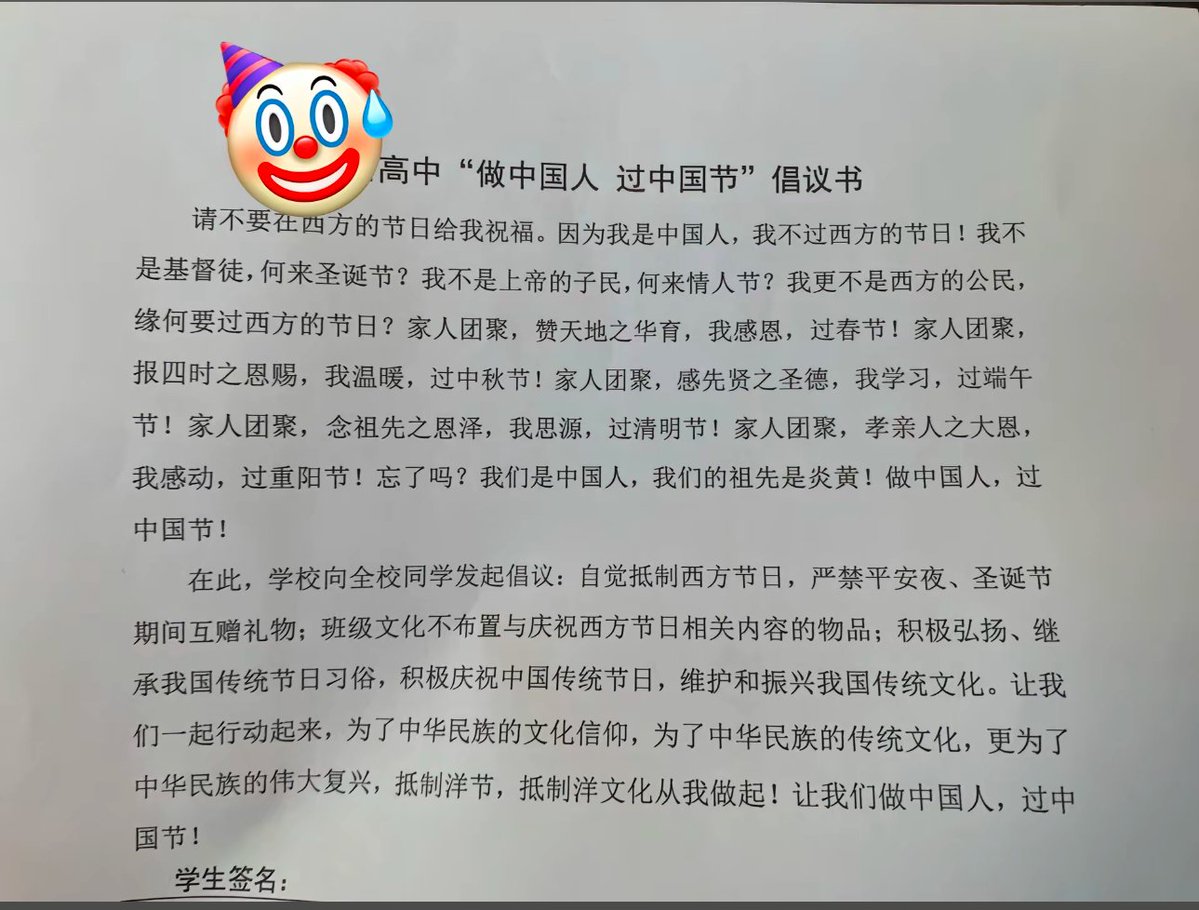 高中“做中国人 过中国节”倡议书
请不要在西方的节日给我祝福。因为我是中国人，我不过西方的节日！我不
是基督徒，何来圣诞节？我不是上帝的子民，何来情人节？我更不是西方的公民，
缘何要过西方的节日？家人团聚，赞天地之华育，我感恩，过春节！家人团聚，
报四时之恩赐，我温暖，过中秋节！家人团聚，感先贤之圣德，我学习，过端午
节！家人团聚，念祖先之恩泽，我思源，过清明节！家人团聚，孝亲人之大恩，
我感动，过重阳节！忘了吗？我们是中国人，我们的祖先是炎黄！做中国人，过
中国节！
在此，学校向全校同学发起倡议：自觉抵制西方节日，严禁平安夜、圣诞节
期间互赠礼物；班级文化不布置与庆祝西方节日相关内容的物品；积极弘扬、继
承我国传统节日习俗，积极庆祝中国传统节日，维护和振兴我国传统文化。让我
们一起行动起来，为了中华民族的文化信仰，为了中华民族的传统文化，更为了
中华民族的伟大复兴，抵制洋节，抵制洋文化从我做起！让我们做中国人，过中
国节！
学生签名：